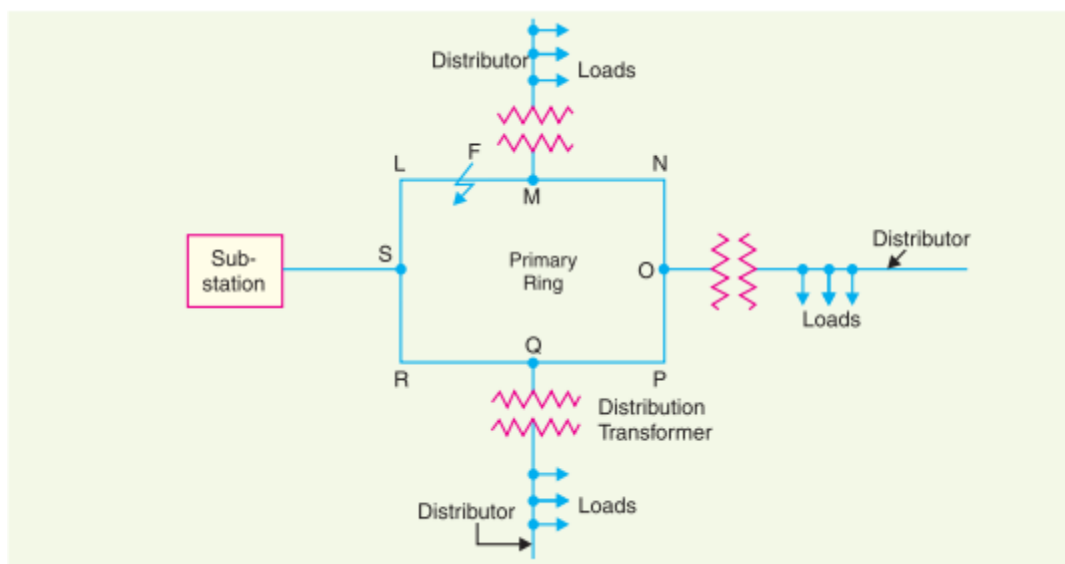 Distributor
Loads
F
L
N
M
Sub-
station
S
Primary
Ring
O
Distributor
Loads
Q
R
P
Distribution
Transformer
Distributor
Loads